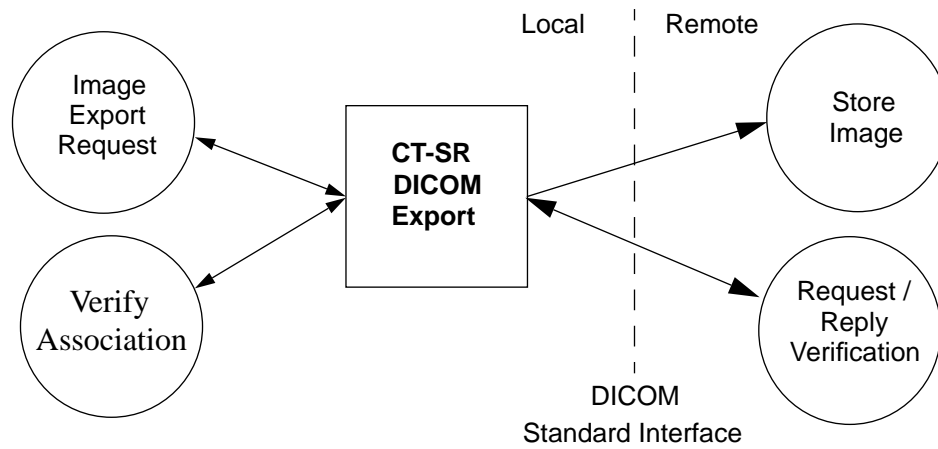 Local
Remote
Image
Export
Request
CT-SR
DICOM
Export
Store
Image
Verify
Association
Request /
Reply
Verification
DICOM
Standard Interface